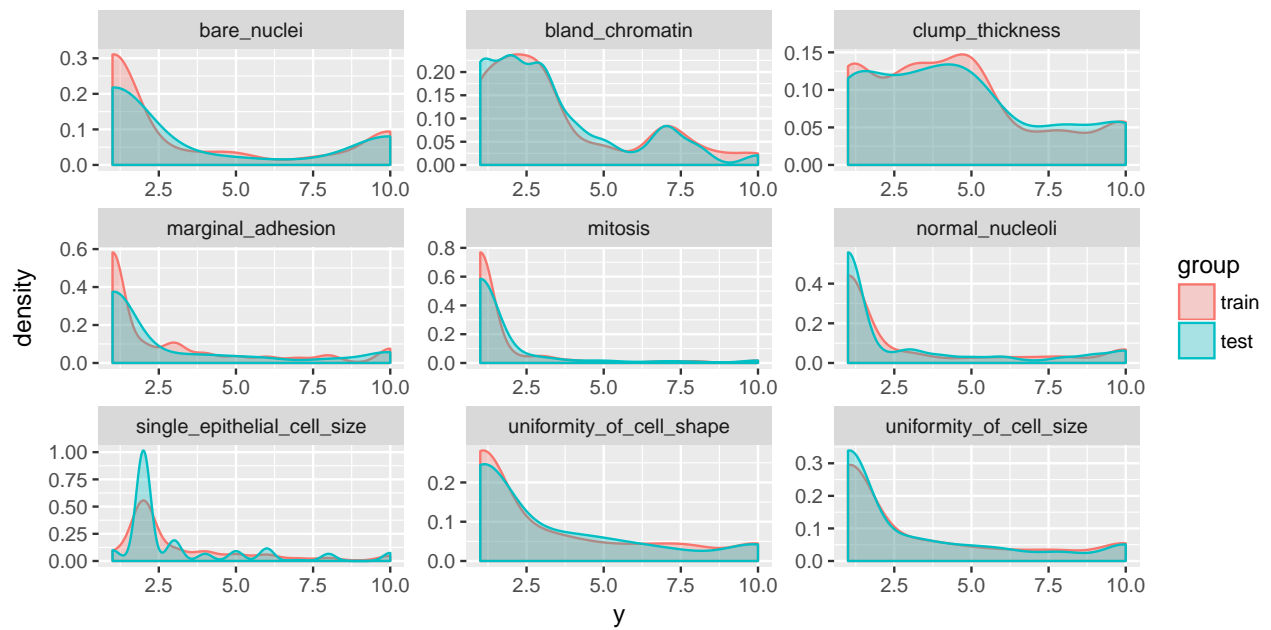 bare_nuclei
bland_chromatin
clump_thickness
0.3
0.2
0.1
0.0
0.20
0.15
0.10
0.05
0.00
0.15
0.10
0.05
0.00
2.5 5.0 7.5 10.0
2.5 5.0 7.5 10.0
2.5 5.0 7.5 10.0
marginal_adhesion
mitosis
normal_nucleoli
0.6
0.4
0.2
0.0
0.8
0.6
0.4
0.2
0.0
0.4
0.2
0.0
2.5 5.0 7.5 10.0
2.5 5.0 7.5 10.0
2.5 5.0 7.5 10.0
single_epithelial_cell_size
uniformity_of_cell_shape
uniformity_of_cell_size
1.00
0.75
0.50
0.25
0.00
0.2
0.1
0.0
0.3
0.2
0.1
0.0
2.5 5.0 7.5 10.0
2.5 5.0 7.5 10.0
2.5 5.0 7.5 10.0
density
y
group
train
test